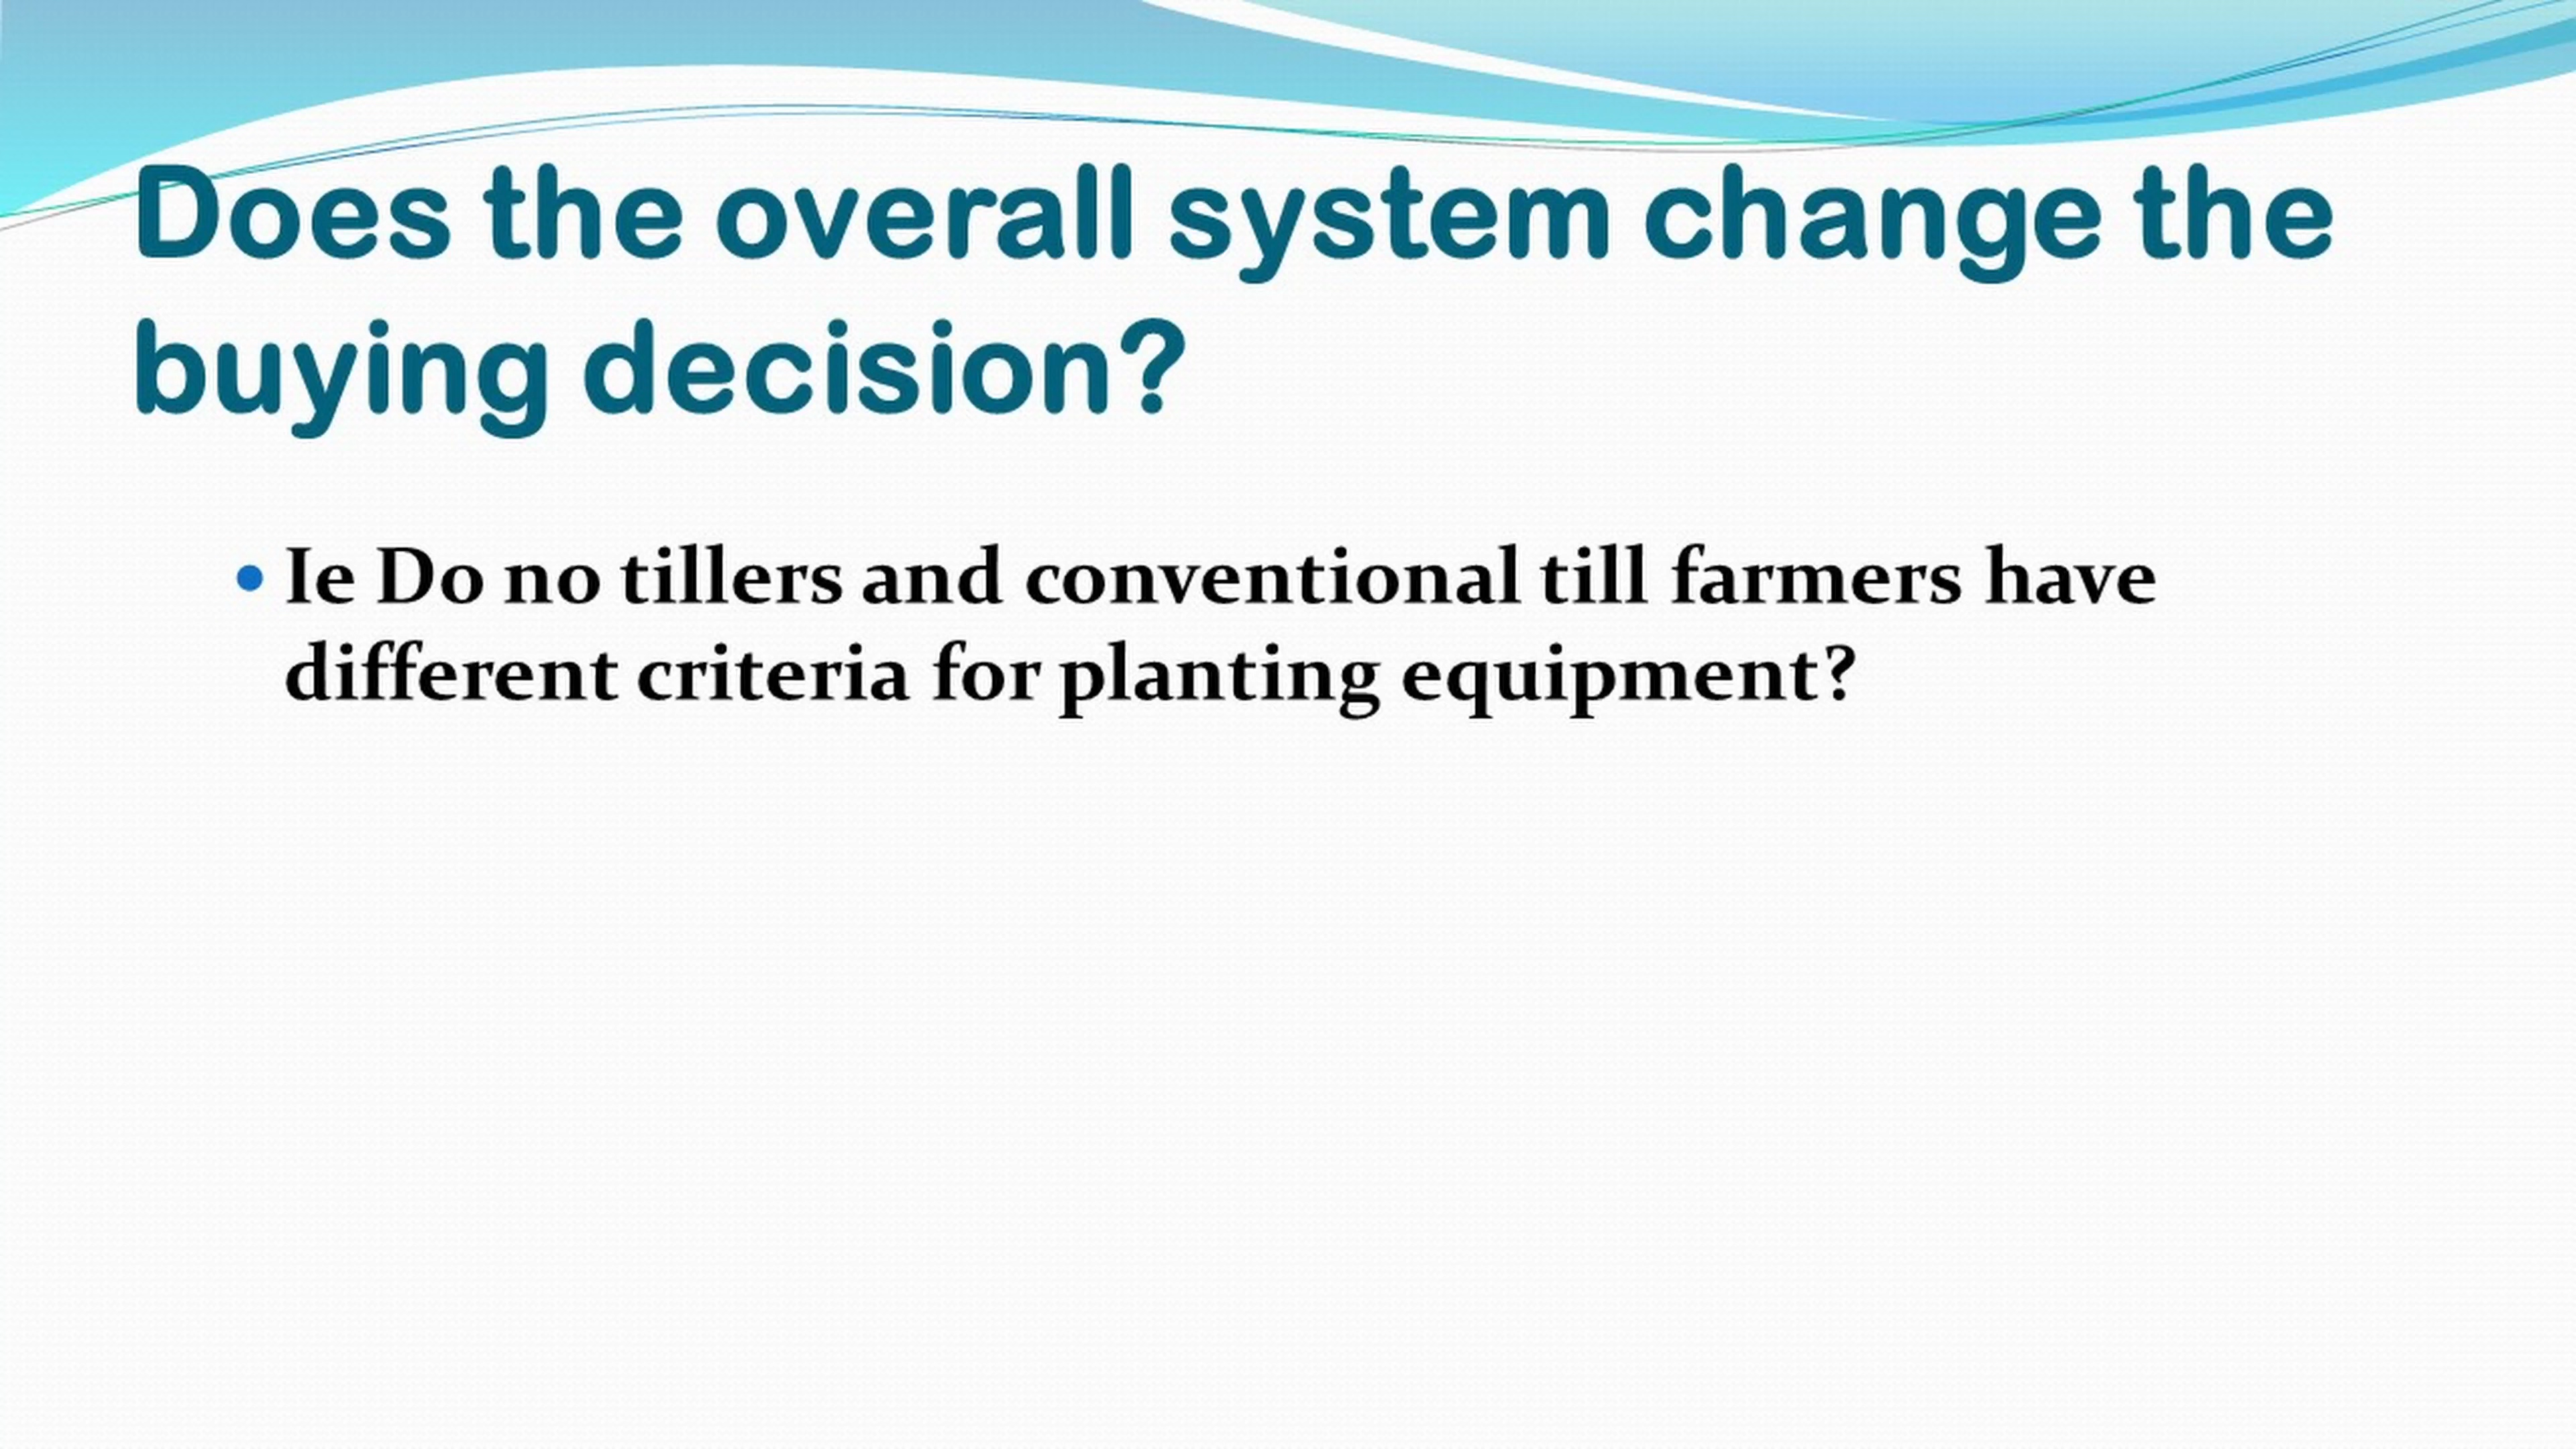 Does the overall system change the
buying decision?
• Ie Do no tillers and conventional till farmers have
different criteria for planting equipment?